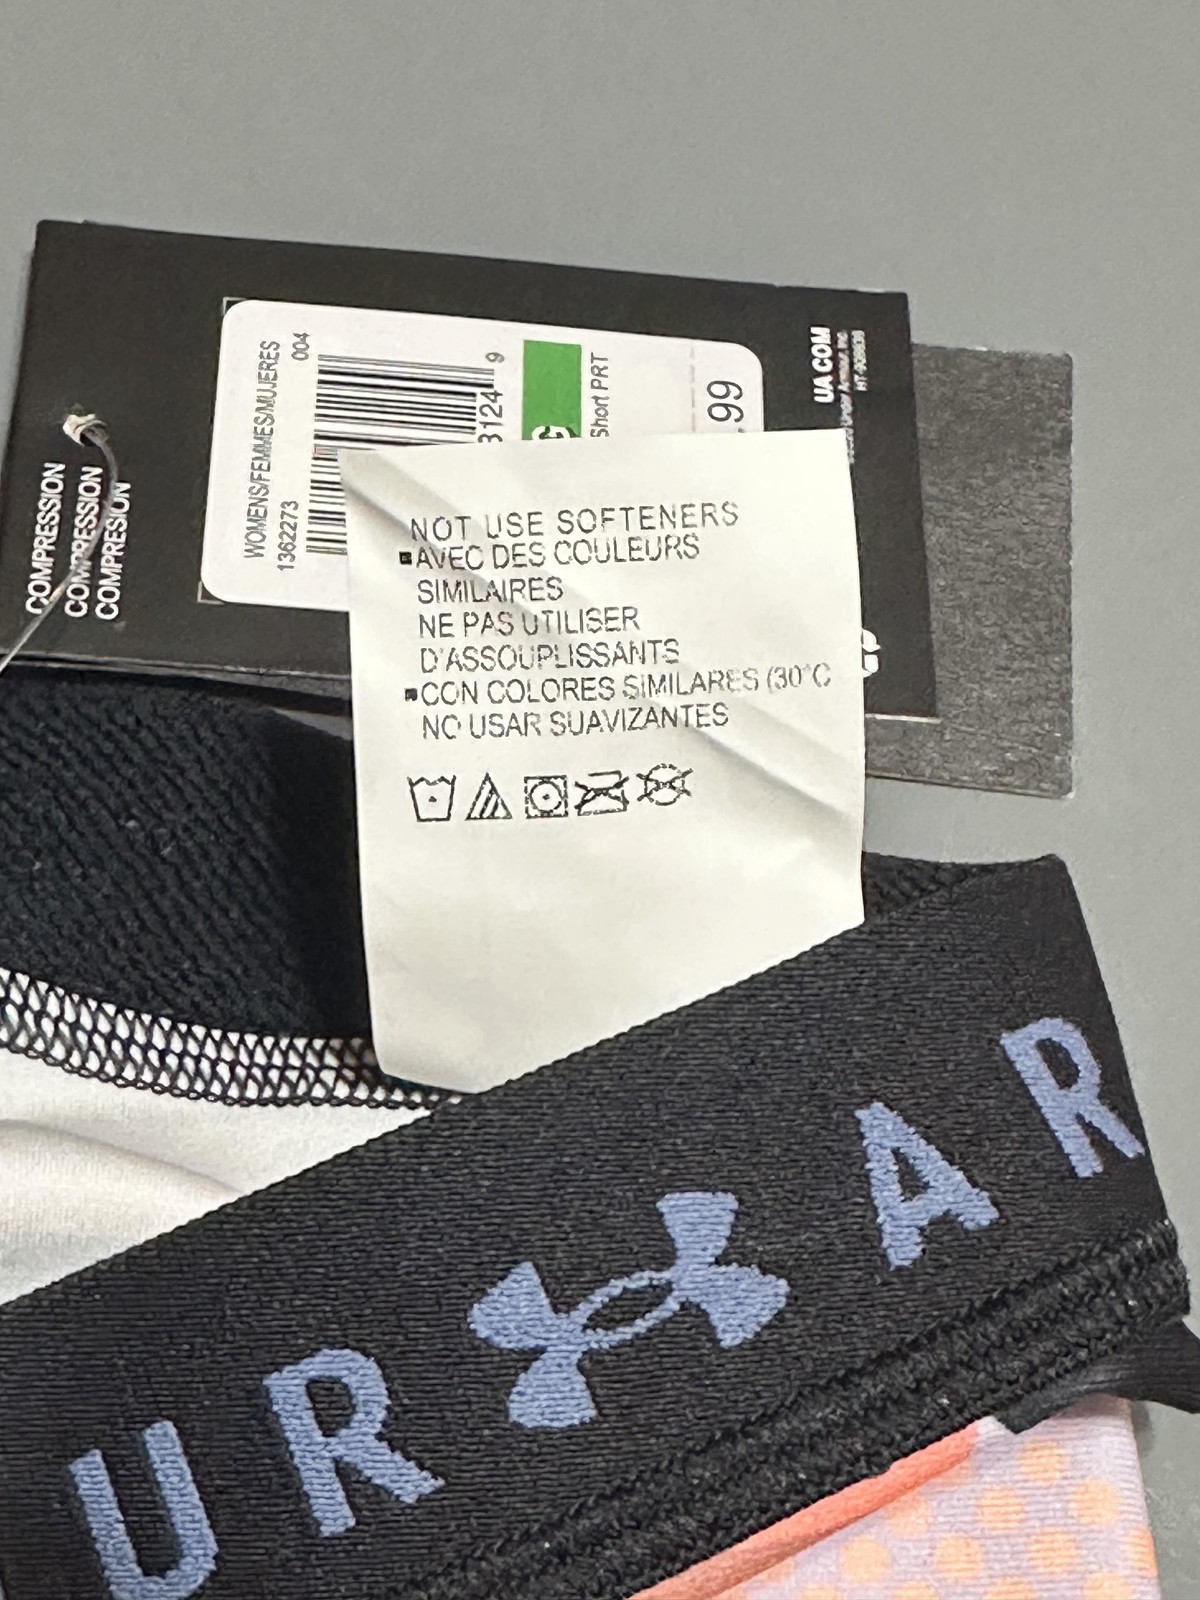 COMPRESSION
COMPRESSION
COMPRESIÓN
WOMENS/FEMMES/MUJERES
1362273
004
3124
9
Short PRT
.99
UA.COM
NOT USE SOFTENERS
▪AVEC DES COULEURS
SIMILAIRES
NE PAS UTILISER
D'ASSOUPLISSANTS
▪CON COLORES SIMILARES (30°C
NO USAR SUAVIZANTES
UR AR